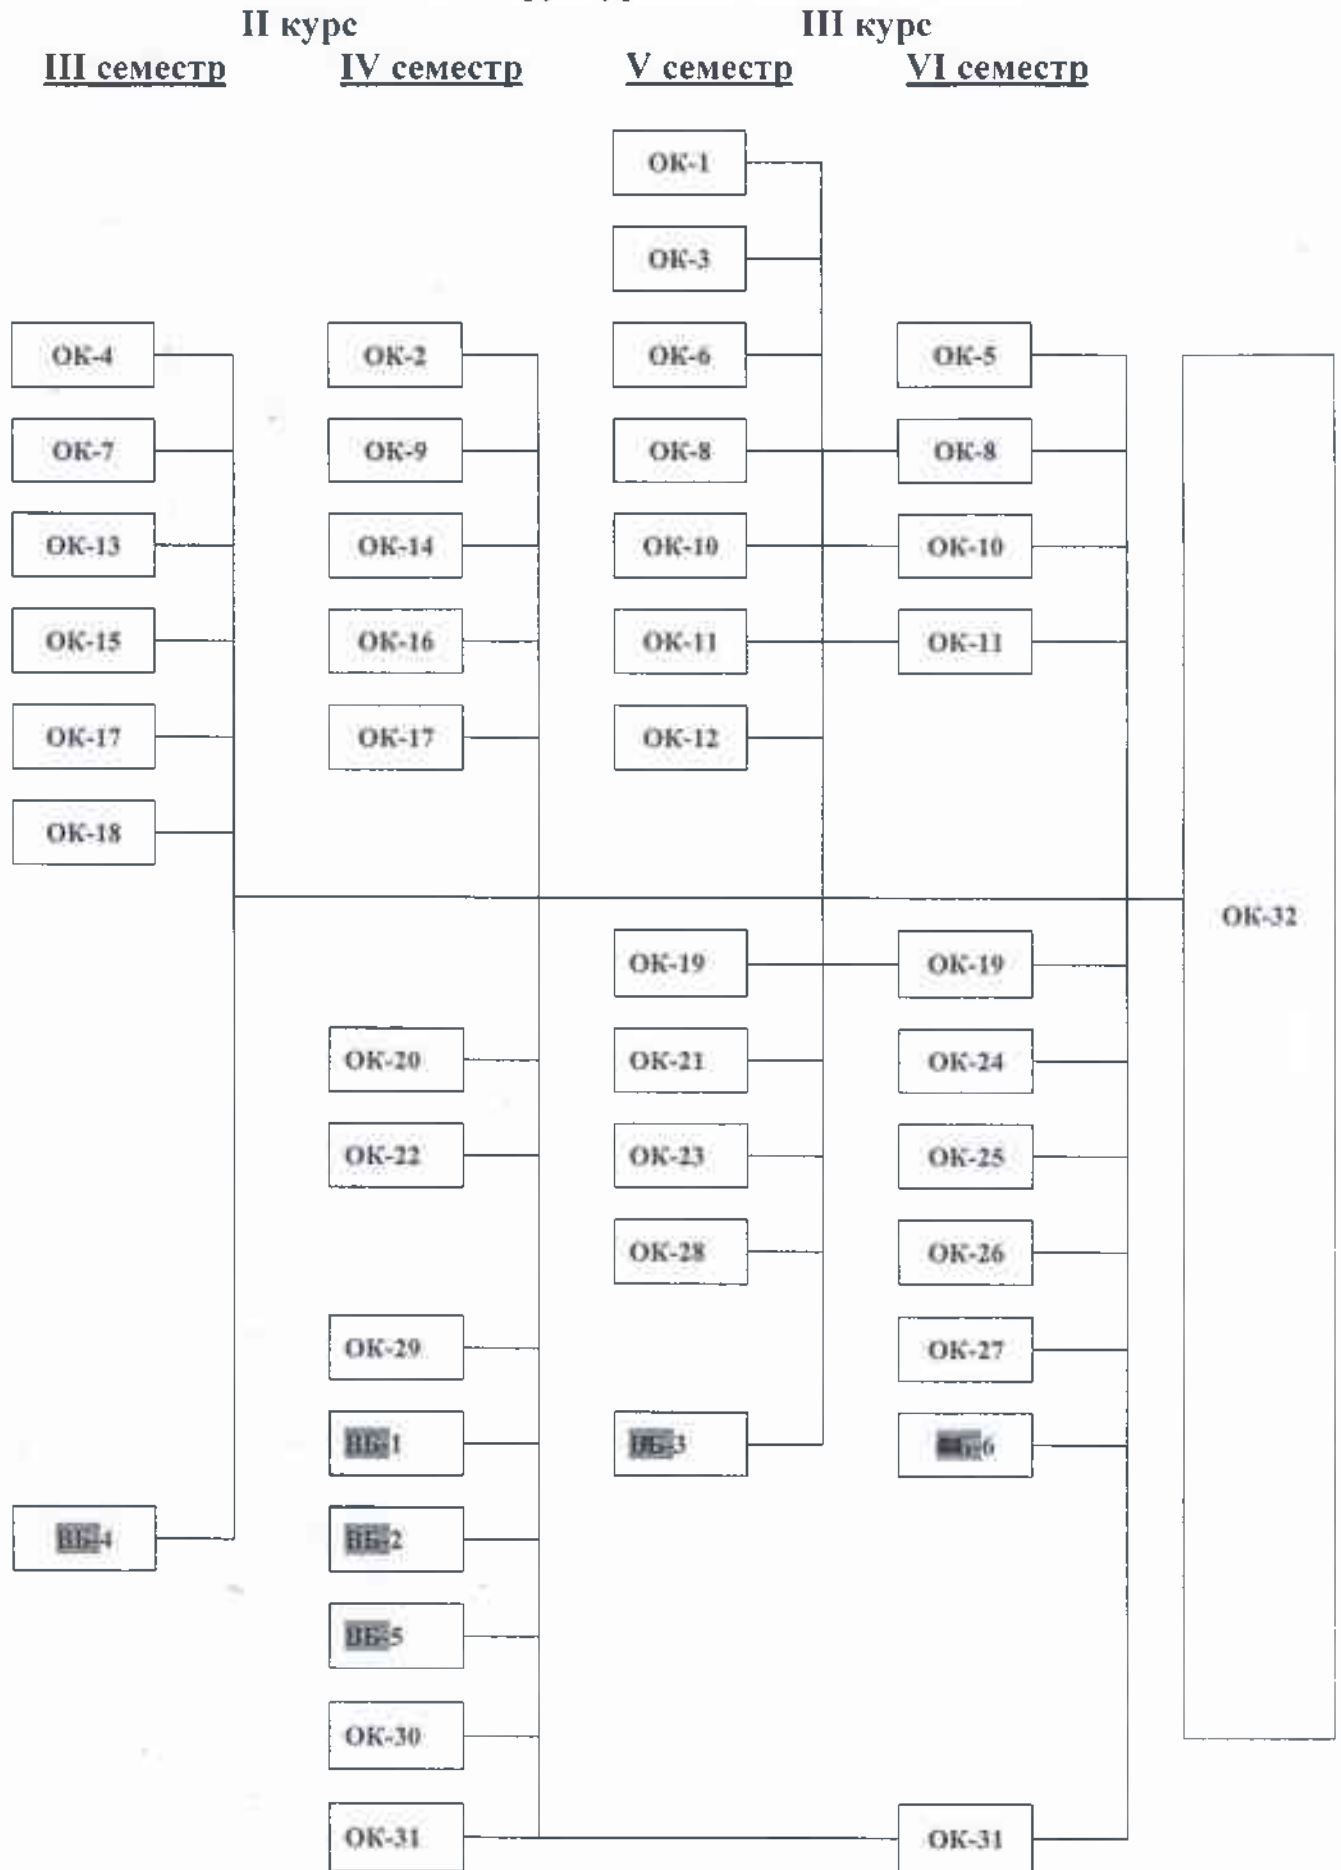 II курс III курс
III семестр IV семестр V семестр VI семестр
ОК-1
ОК-3
ОК-4 ОК-2 ОК-6 ОК-5
ОК-7 ОК-9 ОК-8 ОК-8
ОК-13 ОК-14 ОК-10 ОК-10
ОК-15 ОК-16 ОК-11 ОК-11
ОК-17 ОК-17 ОК-12
ОК-18
ОК-32
ОК-19 ОК-19
ОК-20 ОК-21 ОК-24
ОК-22 ОК-23 ОК-25
ОК-28 ОК-26
ОК-29 ОК-27
ВБ-1 ВБ-3 ВБ-6
ВБ-4 ВБ-2
ВБ-5
ОК-30
ОК-31 ОК-31